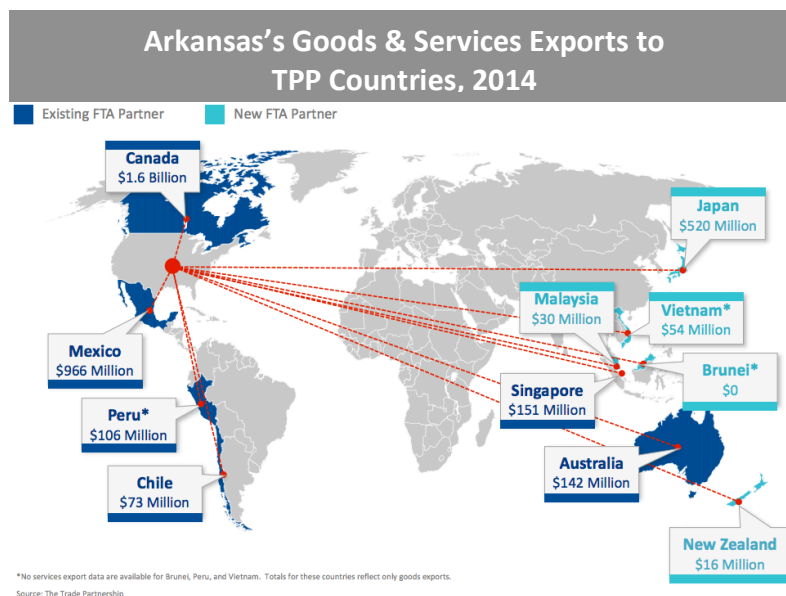 Arkansas's Goods & Services Exports to
TPP Countries, 2014
Existing FTA Partner
New FTA Partner
Canada
$1.6 Billion
Japan
$520 Million
Malaysia
$30 Million
Vietnam*
$54 Million
Mexico
$966 Million
Brunei*
$0
Singapore
$151 Million
Peru*
$106 Million
Australia
$142 Million
Chile
$73 Million
New Zealand
$16 Million
*No services export data are available for Brunei, Peru, and Vietnam. Totals for these countries reflect only goods exports.
Source: The Trade Partnership